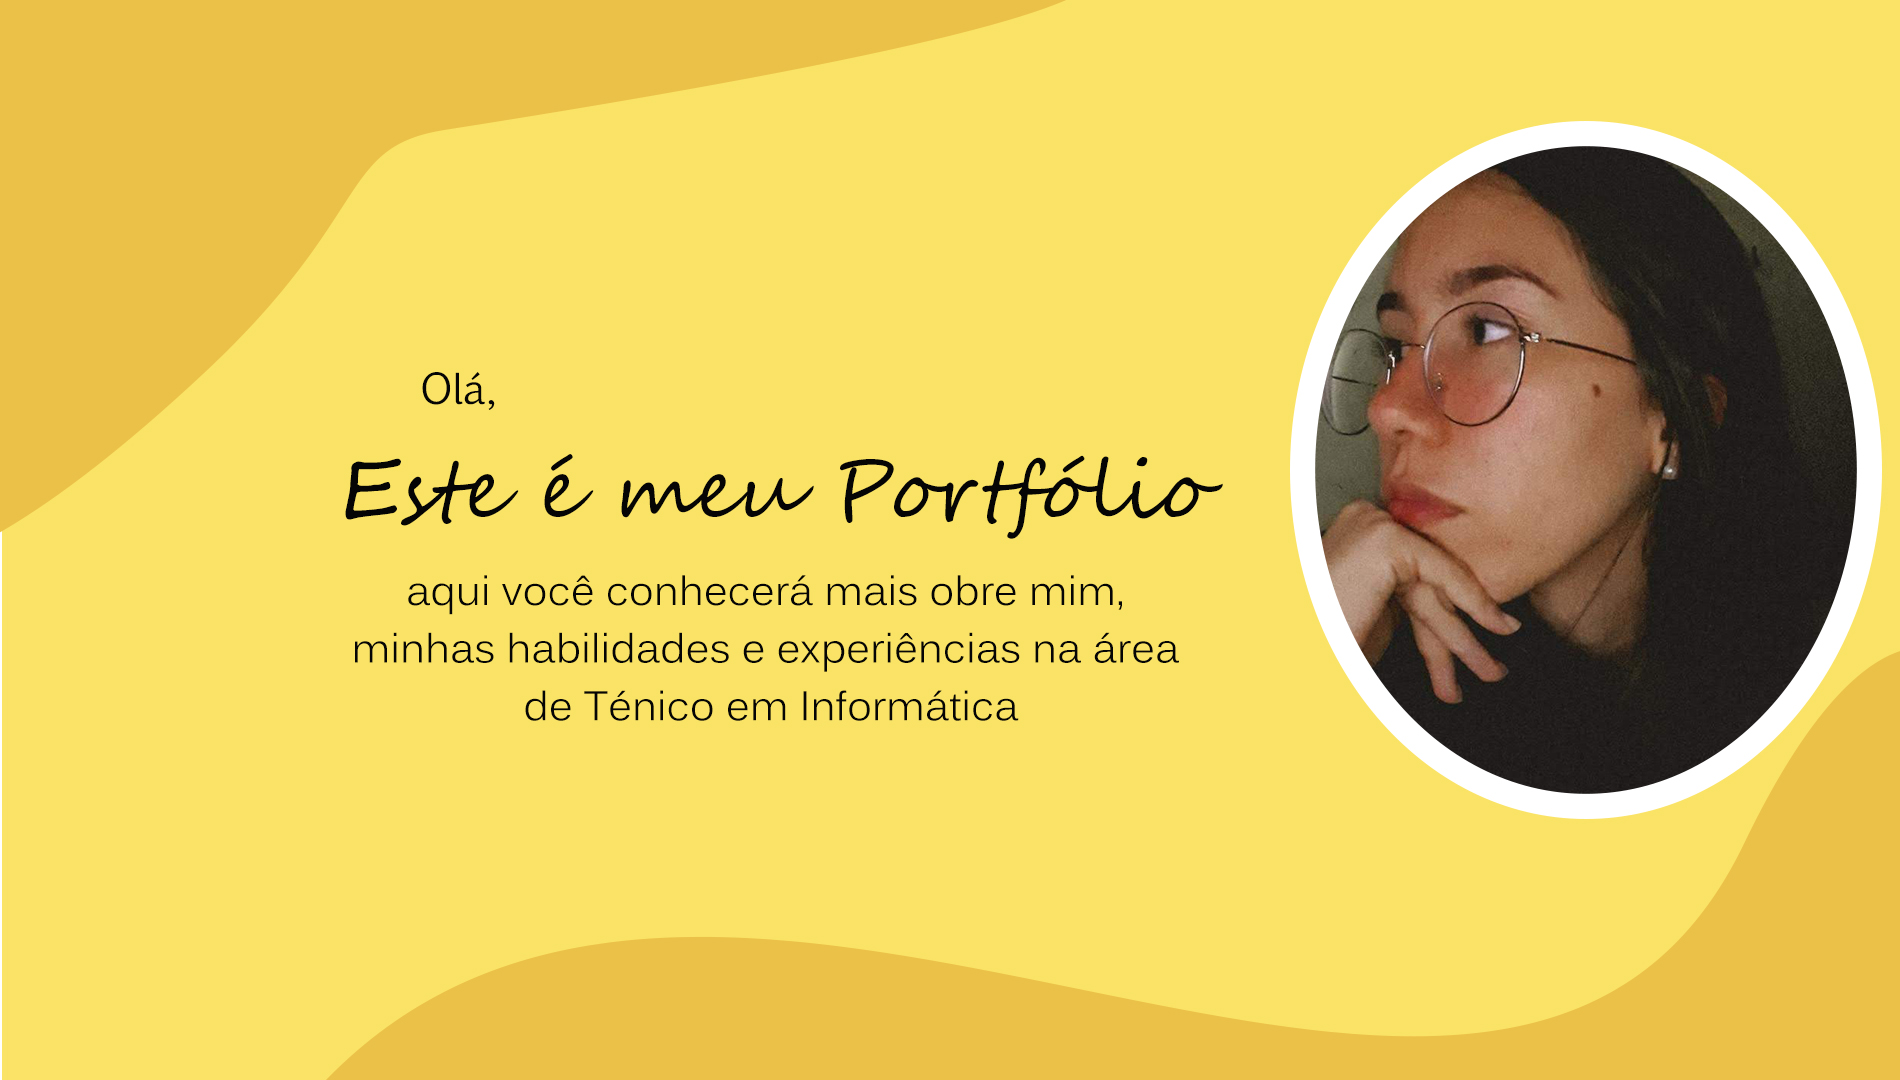 Olá,
Este é meu Portfólio
aqui você conhecerá mais obre mim,
minhas habilidades e experiências na área
de Ténico em Informática